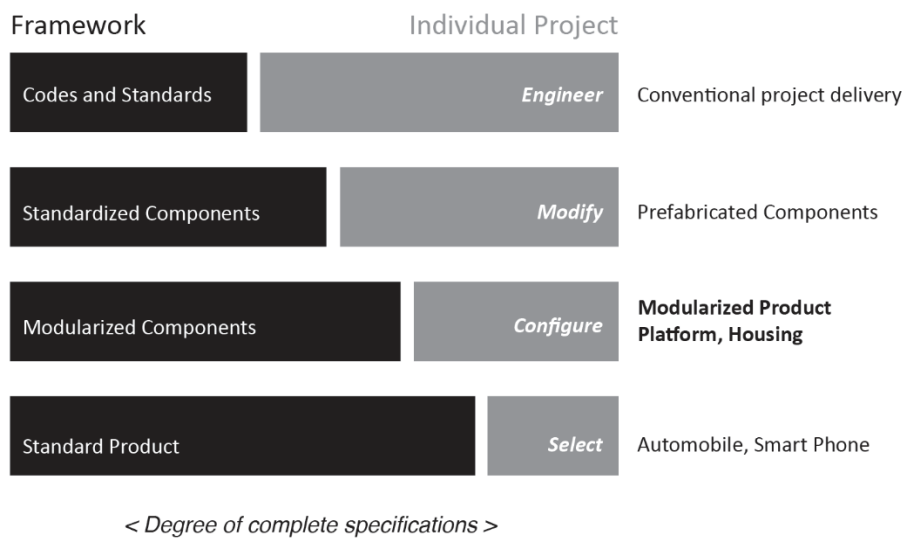 Framework Individual Project
Codes and Standards Engineer Conventional project delivery
Standardized Components Modify Prefabricated Components
Modularized Components Configure Modularized Product
Platform, Housing
Standard Product Select Automobile, Smart Phone
< Degree of complete specifications >